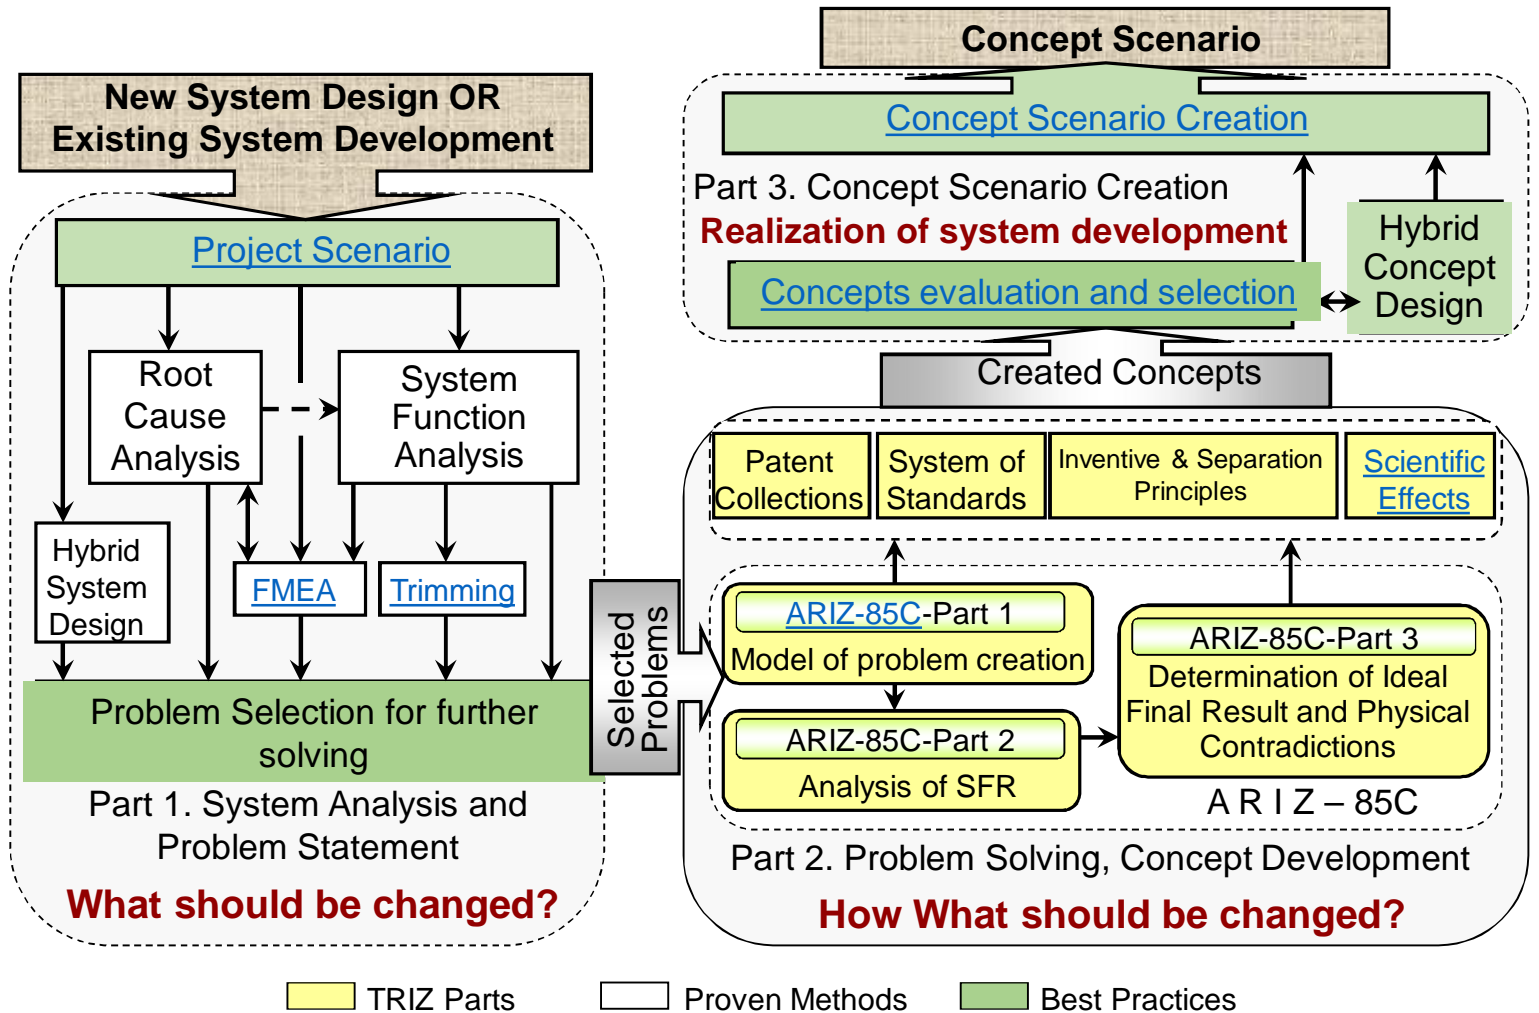 New System Design OR
Existing System Development
Project Scenario
Root
Cause
Analysis
System
Function
Analysis
Hybrid
System
Design
FMEA
Trimming
Problem Selection for further
solving
Part 1. System Analysis and
Problem Statement
What should be changed?
Selected
Problems
Concept Scenario
Concept Scenario Creation
Part 3. Concept Scenario Creation
Realization of system development
Hybrid
Concept
Design
Concepts evaluation and selection
Created Concepts
Patent
Collections
System of
Standards
Inventive & Separation
Principles
Scientific
Effects
ARIZ-85C-Part 1
Model of problem creation
ARIZ-85C-Part 2
Analysis of SFR
ARIZ-85C-Part 3
Determination of Ideal
Final Result and Physical
Contradictions
A R I Z – 85C
Part 2. Problem Solving, Concept Development
How What should be changed?
TRIZ Parts
Proven Methods
Best Practices